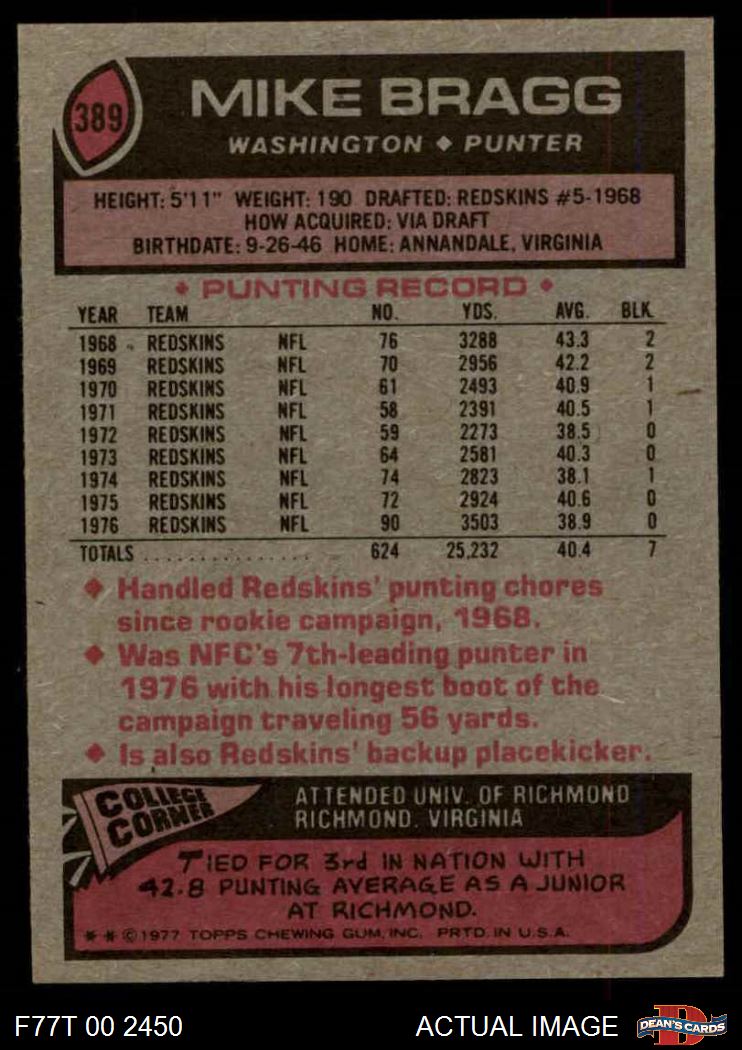 389
MIKE BRAGG
WASHINGTON ◆ PUNTER
HEIGHT: 5'11" WEIGHT: 190 DRAFTED: REDSKINS #5-1968
HOW ACQUIRED: VIA DRAFT
BIRTHDATE: 9-26-46 HOME: ANNANDALE, VIRGINIA
◆ PUNTING RECORD ◆
YEAR TEAM NO. YDS. AVG. BLK.
1968 REDSKINS NFL 76 3288 43.3 2
1969 REDSKINS NFL 70 2956 42.2 2
1970 REDSKINS NFL 61 2493 40.9 1
1971 REDSKINS NFL 58 2391 40.5 1
1972 REDSKINS NFL 59 2273 38.5 0
1973 REDSKINS NFL 64 2581 40.3 0
1974 REDSKINS NFL 74 2823 38.1 1
1975 REDSKINS NFL 72 2924 40.6 0
1976 REDSKINS NFL 90 3503 38.9 0
TOTALS ................ 624 25,232 40.4 7
◆ Handled Redskins' punting chores
since rookie campaign, 1968.
◆ Was NFC's 7th-leading punter in
1976 with his longest boot of the
campaign traveling 56 yards.
◆ Is also Redskins' backup placekicker.
COLLEGE
CORNER
ATTENDED UNIV. OF RICHMOND
RICHMOND, VIRGINIA
TIED FOR 3rd IN NATION WITH
42.8 PUNTING AVERAGE AS A JUNIOR
AT RICHMOND.
** ©1977 TOPPS CHEWING GUM, INC. PRTD. IN U.S.A.
F77T 00 2450 ACTUAL IMAGE
D
DEAN'S CARDS